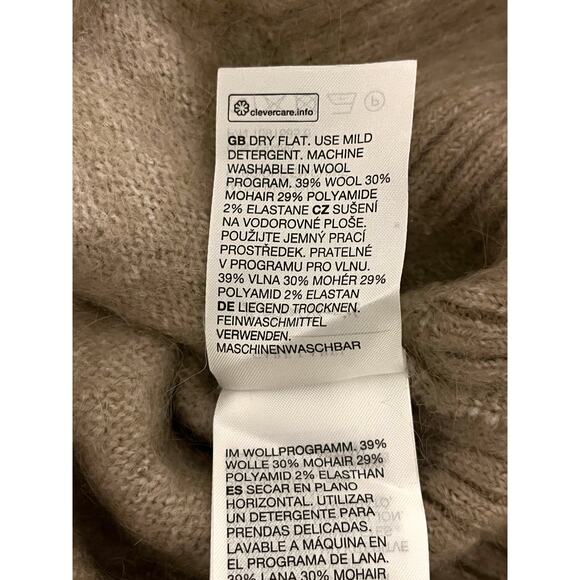 clevercare.info
GB DRY FLAT. USE MILD
DETERGENT. MACHINE
WASHABLE IN WOOL
PROGRAM. 39% WOOL 30%
MOHAIR 29% POLYAMIDE
2% ELASTANE CZ SUŠENÍ
NA VODOROVNÉ PLOŠE.
POUŽIJTE JEMNÝ PRACÍ
PROSTŘEDEK. PRATELNÉ
V PROGRAMU PRO VLNU.
39% VLNA 30% MOHÉR 29%
POLYAMID 2% ELASTAN
DE LIEGEND TROCKNEN.
FEINWASCHMITTEL
VERWENDEN.
MASCHINENWASCHBAR
IM WOLLPROGRAMM. 39%
WOLLE 30% MOHAIR 29%
POLYAMID 2% ELASTHAN
ES SECAR EN PLANO
HORIZONTAL. UTILIZAR
UN DETERGENTE PARA
PRENDAS DELICADAS.
LAVABLE A MÁQUINA EN
EL PROGRAMA DE LANA.
39% LANA 30% MOHAIR